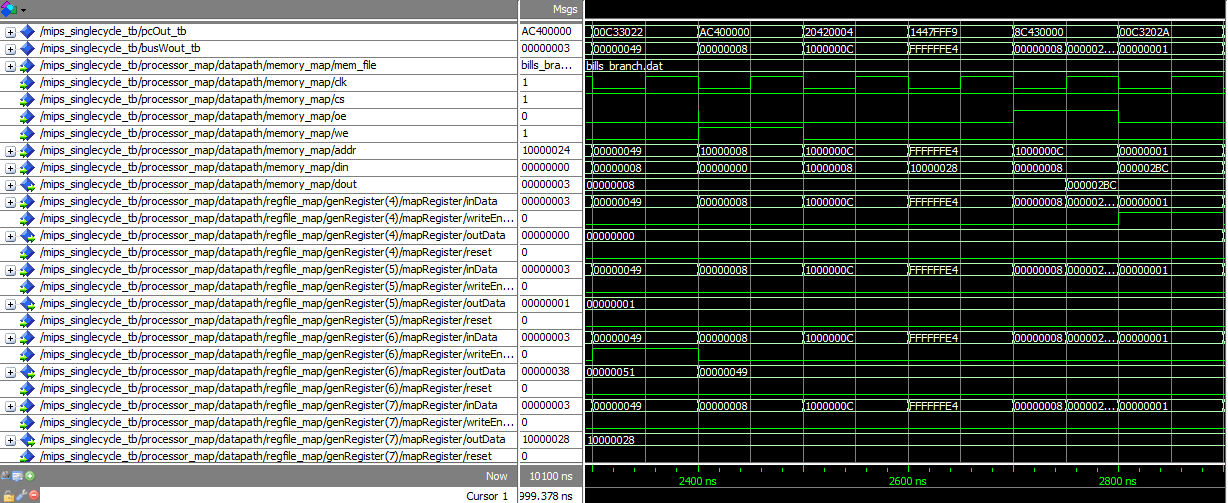 Msgs
/mips_singlecycle_tb/pcOut_tb AC400000 00C33022 AC400000 20420004 1447FFF9 8C430000 00C3202A
/mips_singlecycle_tb/busWout_tb 00000003 00000049 00000008 1000000C FFFFFFE4 00000008 000002... 00000001
/mips_singlecycle_tb/processor_map/datapath/memory_map/mem_file bills_bra... bills_branch.dat
/mips_singlecycle_tb/processor_map/datapath/memory_map/clk 1
/mips_singlecycle_tb/processor_map/datapath/memory_map/cs 1
/mips_singlecycle_tb/processor_map/datapath/memory_map/oe 0
/mips_singlecycle_tb/processor_map/datapath/memory_map/we 1
/mips_singlecycle_tb/processor_map/datapath/memory_map/addr 10000024 00000049 10000008 1000000C FFFFFFE4 1000000C 00000001
/mips_singlecycle_tb/processor_map/datapath/memory_map/din 00000000 00000008 00000000 10000008 10000028 00000008 000002BC
/mips_singlecycle_tb/processor_map/datapath/memory_map/dout 00000003 00000008 000002BC
/mips_singlecycle_tb/processor_map/datapath/regfile_map/genRegister(4)/mapRegister/inData 00000003 00000049 00000008 1000000C FFFFFFE4 00000008 000002... 00000001
/mips_singlecycle_tb/processor_map/datapath/regfile_map/genRegister(4)/mapRegister/writeEn... 0
/mips_singlecycle_tb/processor_map/datapath/regfile_map/genRegister(4)/mapRegister/outData 00000000 00000000
/mips_singlecycle_tb/processor_map/datapath/regfile_map/genRegister(4)/mapRegister/reset 0
/mips_singlecycle_tb/processor_map/datapath/regfile_map/genRegister(5)/mapRegister/inData 00000003 00000049 00000008 1000000C FFFFFFE4 00000008 000002... 00000001
/mips_singlecycle_tb/processor_map/datapath/regfile_map/genRegister(5)/mapRegister/writeEn... 0
/mips_singlecycle_tb/processor_map/datapath/regfile_map/genRegister(5)/mapRegister/outData 00000001 00000001
/mips_singlecycle_tb/processor_map/datapath/regfile_map/genRegister(5)/mapRegister/reset 0
/mips_singlecycle_tb/processor_map/datapath/regfile_map/genRegister(6)/mapRegister/inData 00000003 00000049 00000008 1000000C FFFFFFE4 00000008 000002... 00000001
/mips_singlecycle_tb/processor_map/datapath/regfile_map/genRegister(6)/mapRegister/writeEn... 0
/mips_singlecycle_tb/processor_map/datapath/regfile_map/genRegister(6)/mapRegister/outData 00000038 00000051 00000049
/mips_singlecycle_tb/processor_map/datapath/regfile_map/genRegister(6)/mapRegister/reset 0
/mips_singlecycle_tb/processor_map/datapath/regfile_map/genRegister(7)/mapRegister/inData 00000003 00000049 00000008 1000000C FFFFFFE4 00000008 000002... 00000001
/mips_singlecycle_tb/processor_map/datapath/regfile_map/genRegister(7)/mapRegister/writeEn... 0
/mips_singlecycle_tb/processor_map/datapath/regfile_map/genRegister(7)/mapRegister/outData 10000028 10000028
/mips_singlecycle_tb/processor_map/datapath/regfile_map/genRegister(7)/mapRegister/reset 0
Now 10100 ns 2400 ns 2600 ns 2800 ns
Cursor 1 999.378 ns